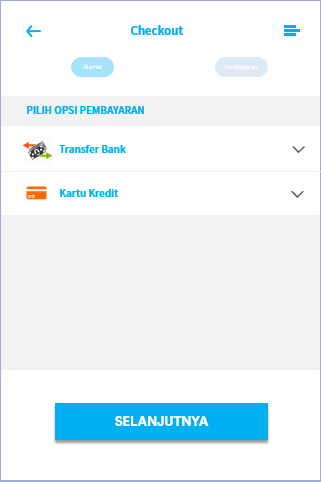 Checkout
Alamat
Pembayaran
PILIH OPSI PEMBAYARAN
Transfer Bank
Kartu Kredit
SELANJUTNYA